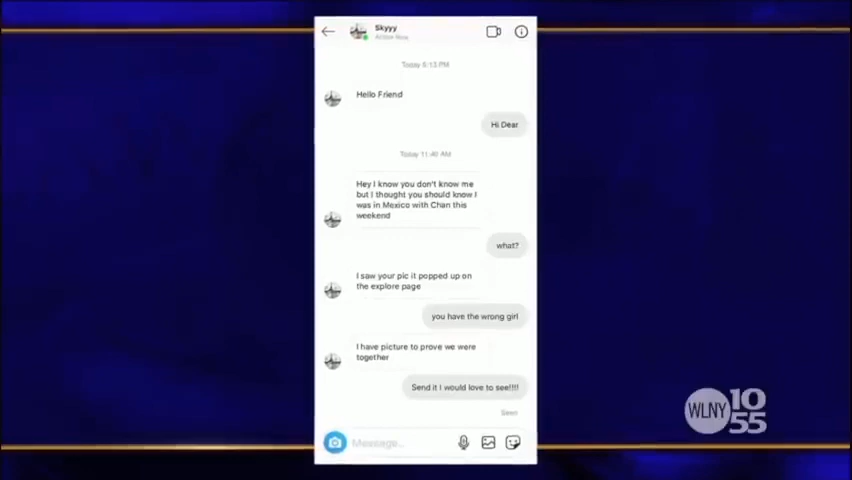 Skyyy
Active Now
Today 6:13 PM
Hello Friend
Hi Dear
Today 11:40 AM
Hey I know you don't know me
but I thought you should know I
was in Mexico with Chan this
weekend
what?
I saw your pic it popped up on
the explore page
you have the wrong girl
I have picture to prove we were
together
Send it I would love to see!!!!
Seen
Message...
WLNY 10
55